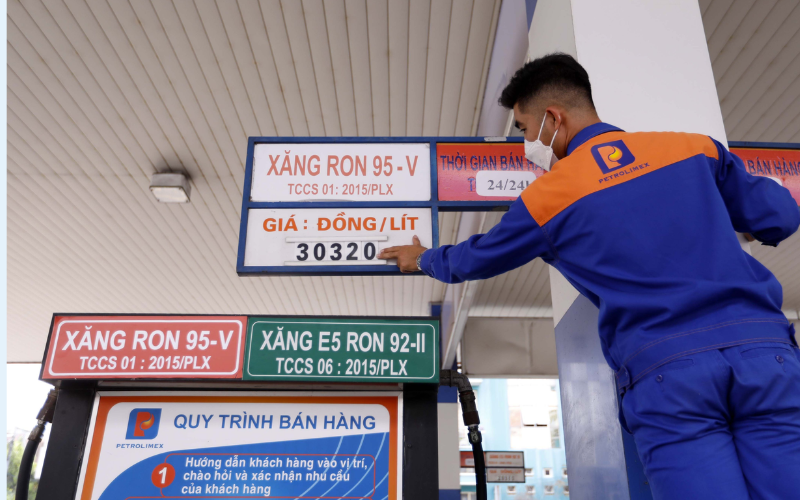 XĂNG RON 95-V
TCCS 01: 2015/PLX
GIÁ: ĐỒNG/LÍT
30320
THỜI GIAN BÁN
24/24
BÁN HÀNG
PETROLIMEX
XĂNG RON 95-V
TCCS 01 : 2015/PLX
XĂNG E5 RON 92-II
TCCS 06 : 2015/PLX
PETROLIMEX
QUY TRÌNH BÁN HÀNG
1
Hướng dẫn khách hàng vào vị trí,
chào hỏi và xác nhận nhu cầu
của khách hàng